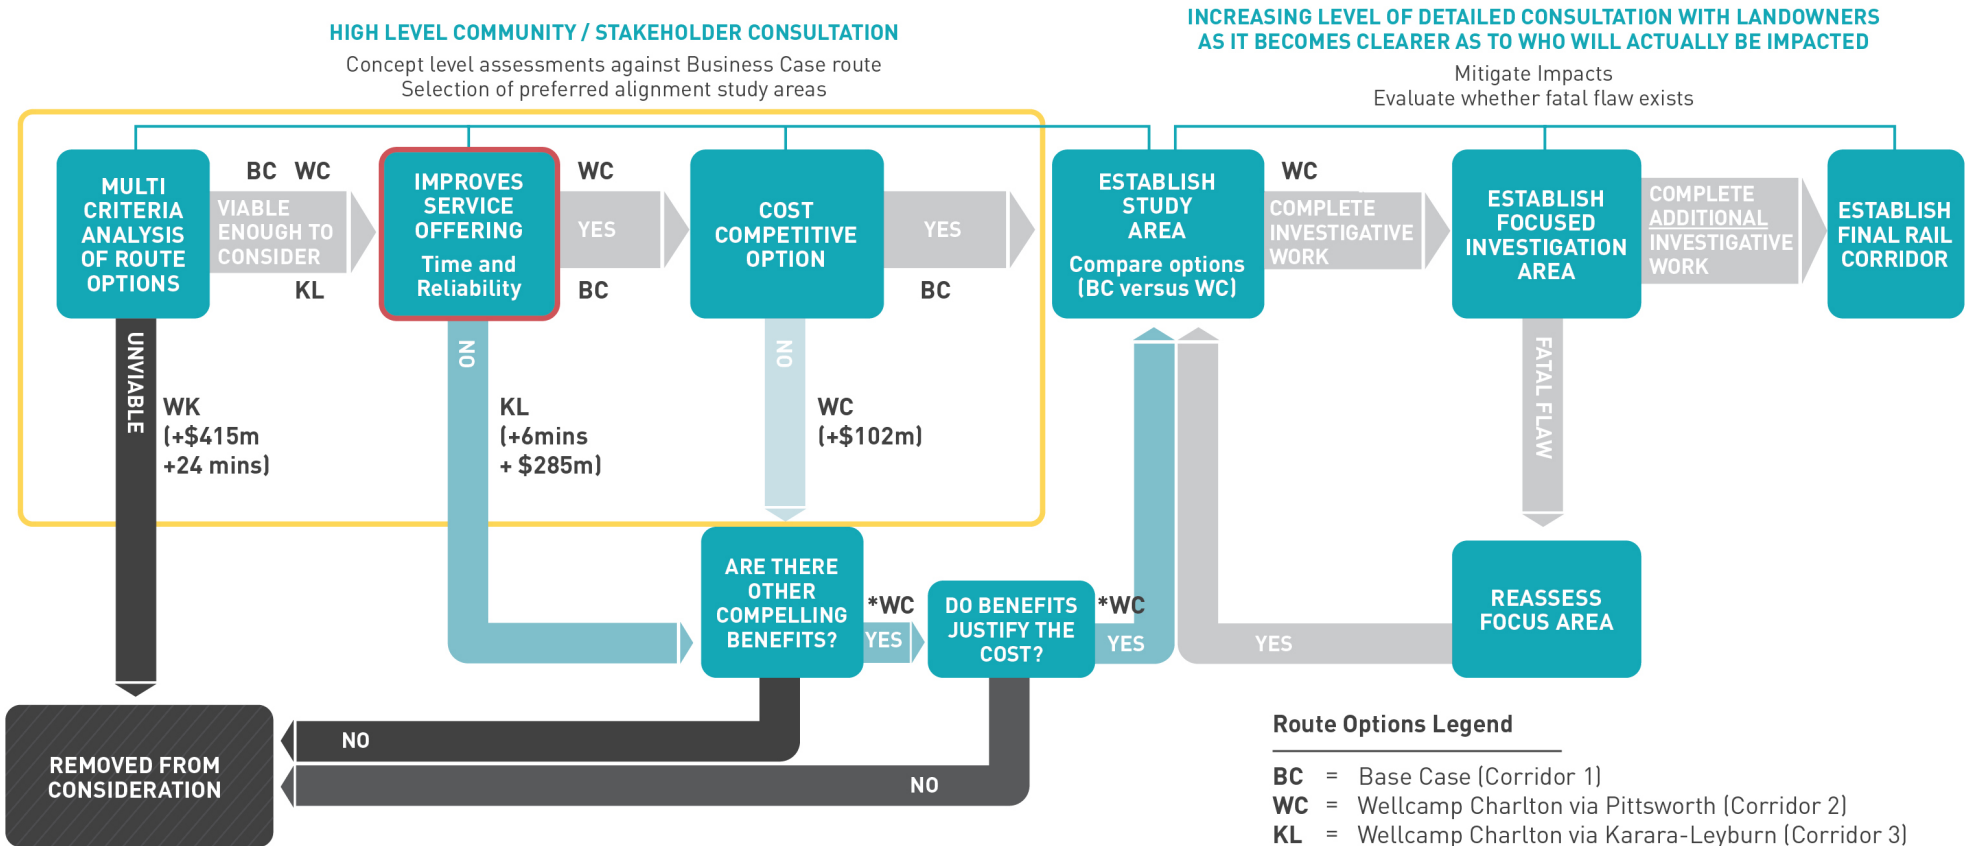 HIGH LEVEL COMMUNITY / STAKEHOLDER CONSULTATION
Concept level assessments against Business Case route
Selection of preferred alignment study areas
INCREASING LEVEL OF DETAILED CONSULTATION WITH LANDOWNERS
AS IT BECOMES CLEARER AS TO WHO WILL ACTUALLY BE IMPACTED
Mitigate Impacts
Evaluate whether fatal flaw exists
MULTI
CRITERIA
ANALYSIS
OF ROUTE
OPTIONS
BC WC
VIABLE
ENOUGH TO
CONSIDER
KL
IMPROVES
SERVICE
OFFERING
Time and
Reliability
WC
YES
BC
COST
COMPETITIVE
OPTION
YES
BC
ESTABLISH
STUDY
AREA
Compare options
(BC versus WC)
WC
COMPLETE
INVESTIGATIVE
WORK
ESTABLISH
FOCUSED
INVESTIGATION
AREA
COMPLETE
ADDITIONAL
INVESTIGATIVE
WORK
ESTABLISH
FINAL RAIL
CORRIDOR
UNVIABLE
WK
(+$415m
+24 mins)
NO
KL
(+6mins
+ $285m)
NO
WC
(+$102m)
FATAL FLAW
ARE THERE
OTHER
COMPELLING
BENEFITS?
*WC
YES
DO BENEFITS
JUSTIFY THE
COST?
*WC
YES
YES
REASSESS
FOCUS AREA
REMOVED FROM
CONSIDERATION
NO
NO
Route Options Legend
BC = Base Case (Corridor 1)
WC = Wellcamp Charlton via Pittsworth (Corridor 2)
KL = Wellcamp Charlton via Karara-Leyburn (Corridor 3)